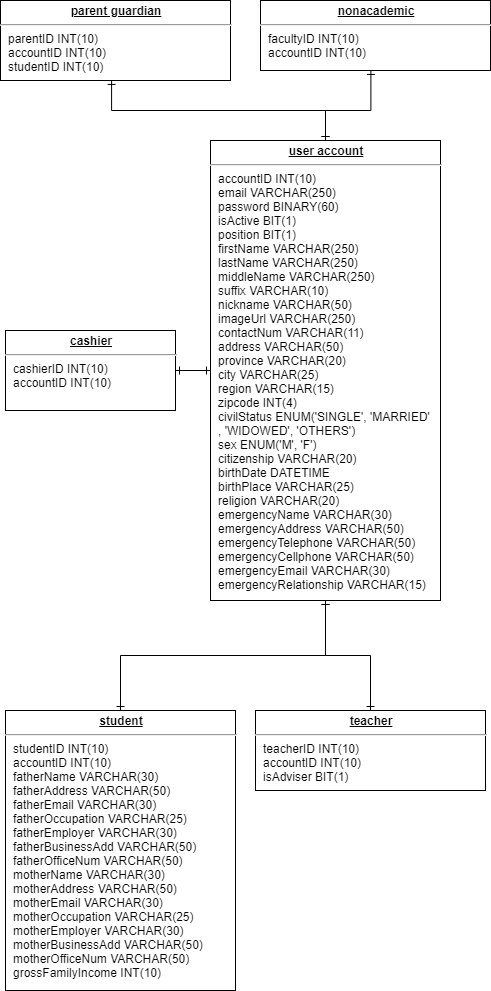 parent guardian
parentID INT(10)
accountID INT(10)
studentID INT(10)
nonacademic
facultyID INT(10)
accountID INT(10)
user account
accountID INT(10)
email VARCHAR(250)
password BINARY(60)
isActive BIT(1)
position BIT(1)
firstName VARCHAR(250)
lastName VARCHAR(250)
middleName VARCHAR(250)
suffix VARCHAR(10)
nickname VARCHAR(50)
imageUrl VARCHAR(250)
contactNum VARCHAR(11)
address VARCHAR(50)
province VARCHAR(20)
city VARCHAR(25)
region VARCHAR(15)
zipcode INT(4)
civilStatus ENUM('SINGLE', 'MARRIED'
, 'WIDOWED', 'OTHERS')
sex ENUM('M', 'F')
citizenship VARCHAR(20)
birthDate DATETIME
birthPlace VARCHAR(25)
religion VARCHAR(20)
emergencyName VARCHAR(30)
emergencyAddress VARCHAR(50)
emergencyTelephone VARCHAR(50)
emergencyCellphone VARCHAR(50)
emergencyEmail VARCHAR(30)
emergencyRelationship VARCHAR(15)
cashier
cashierID INT(10)
accountID INT(10)
student
studentID INT(10)
accountID INT(10)
fatherName VARCHAR(30)
fatherAddress VARCHAR(50)
fatherEmail VARCHAR(30)
fatherOccupation VARCHAR(25)
fatherEmployer VARCHAR(30)
fatherBusinessAdd VARCHAR(50)
fatherOfficeNum VARCHAR(50)
motherName VARCHAR(30)
motherAddress VARCHAR(50)
motherEmail VARCHAR(30)
motherOccupation VARCHAR(25)
motherEmployer VARCHAR(30)
motherBusinessAdd VARCHAR(50)
motherOfficeNum VARCHAR(50)
grossFamilyIncome INT(10)
teacher
teacherID INT(10)
accountID INT(10)
isAdviser BIT(1)